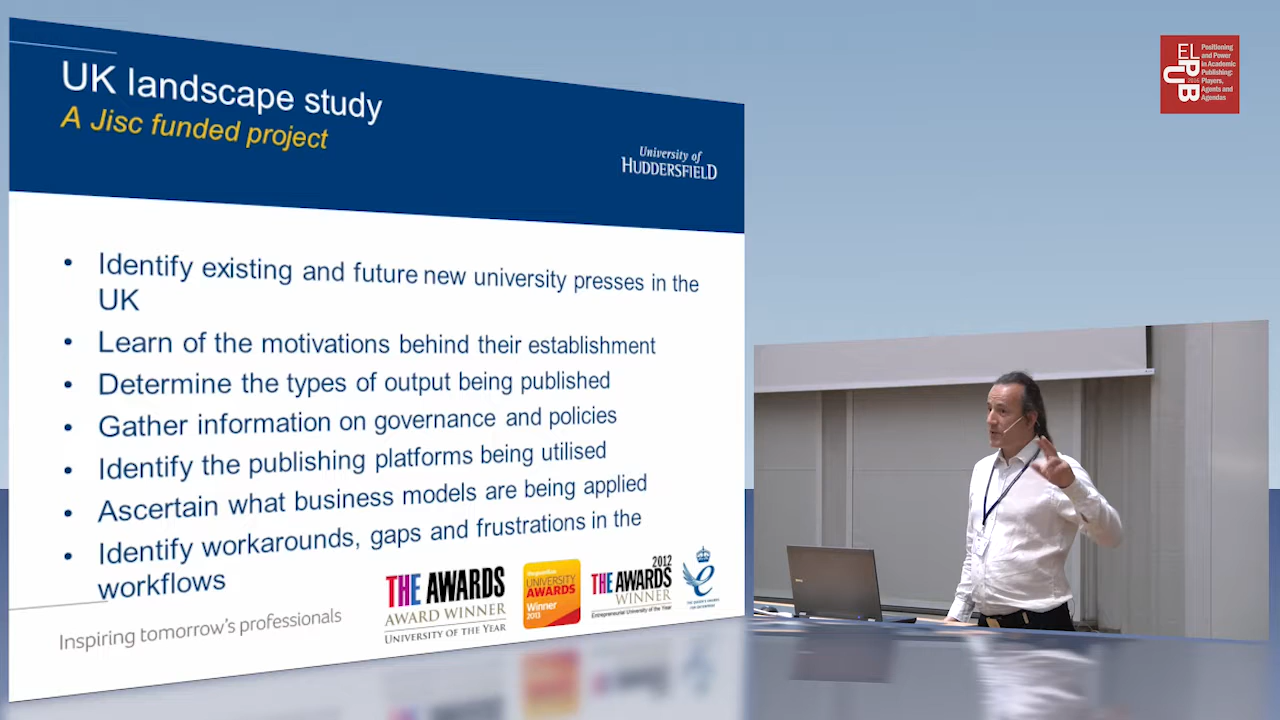 UK landscape study
A Jisc funded project
University of
HUDDERSFIELD
• Identify existing and future new university presses in the
UK
• Learn of the motivations behind their establishment
• Determine the types of output being published
• Gather information on governance and policies
• Identify the publishing platforms being utilised
• Ascertain what business models are being applied
• Identify workarounds, gaps and frustrations in the
workflows
Inspiring tomorrow's professionals
THE AWARDS
AWARD WINNER
UNIVERSITY OF THE YEAR
UNIVERSITY
AWARDS
Winner
2013
2012
THE AWARDS
WINNER
Entrepreneurial University of the Year
EL
PUB
2016
Positioning
and Power
in Academic
Publishing:
Players,
Agents and
Agendas